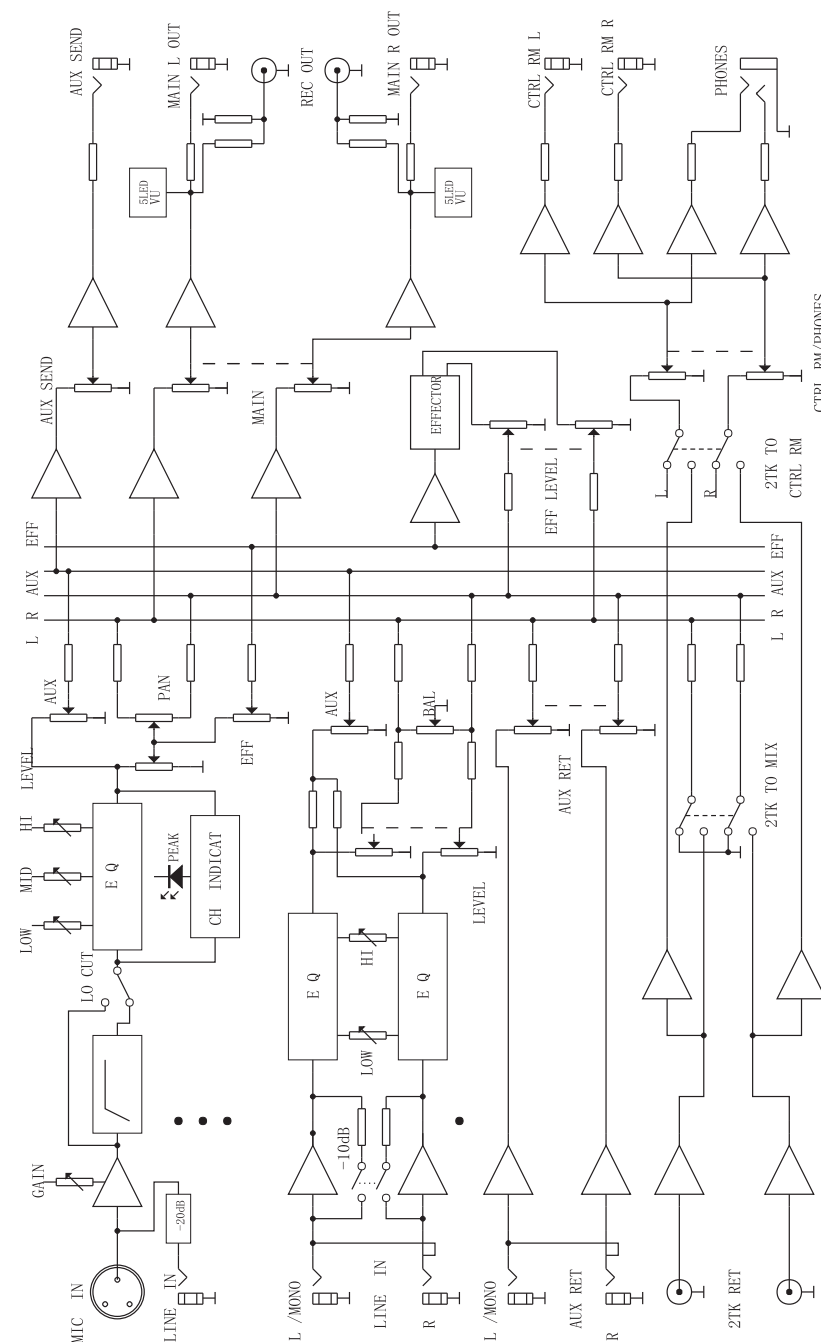 AUX SEND
MAIN L OUT
REC OUT
MAIN R OUT
CTRL RM L
CTRL RM R
PHONES
5LED
VU
5LED
VU
AUX SEND
MAIN
EFFECTOR
EFF LEVEL
2TK TO
CTRL RM
CTRL RM/PHONES
L
R
EFF
AUX
R
L
EFF
AUX
R
L
AUX
PAN
LEVEL
EFF
AUX
BAL
AUX RET
2TK TO MIX
HI
MID
LOW
E Q
PEAK
CH INDICAT
LO CUT
LEVEL
E Q
HI
LOW
E Q
GAIN
-20dB
-10dB
MIC IN
LINE IN
L /MONO
LINE IN
R
L /MONO
AUX RET
R
2TK RET